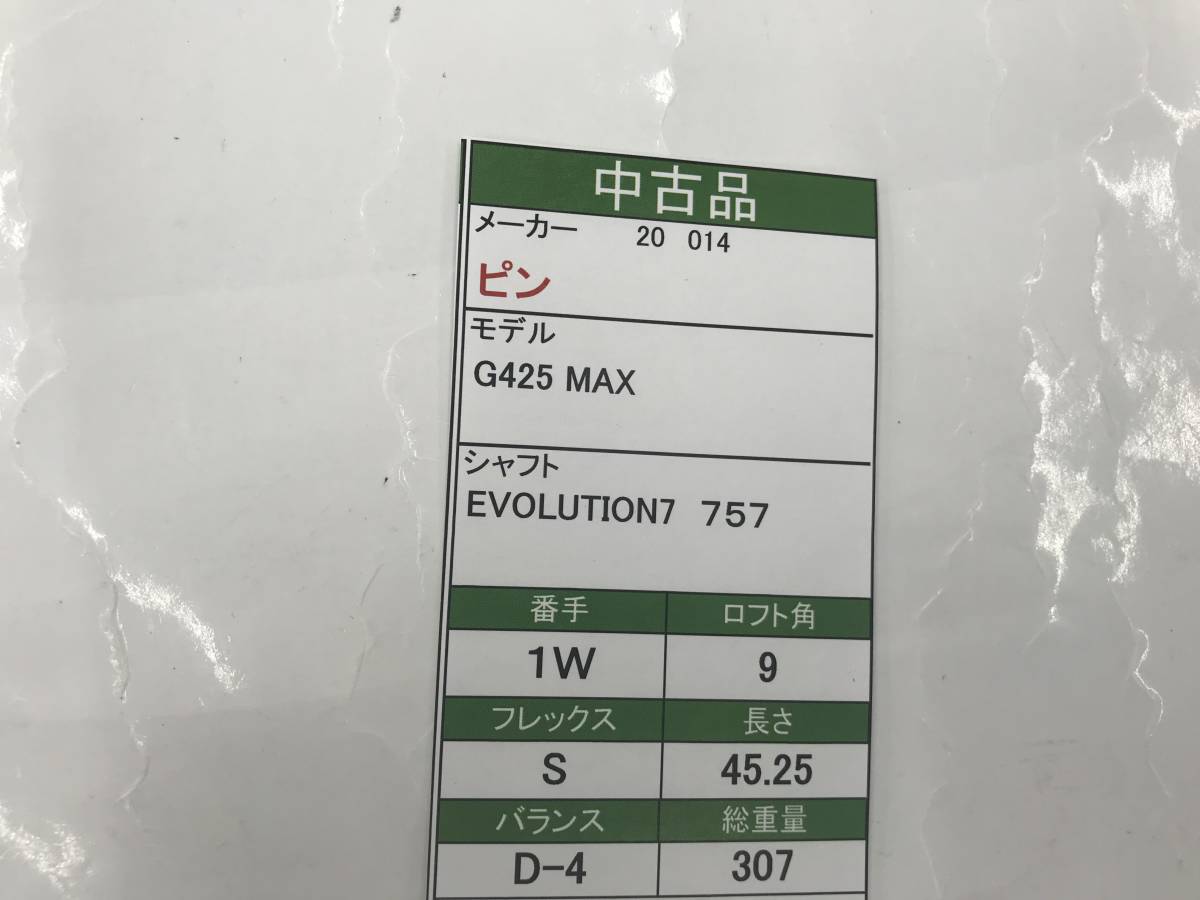 中古品
メーカー 20 014
ピン
モデル
G425 MAX
シャフト
EVOLUTION7 757
番手 ロフト角
1W 9
フレックス 長さ
S 45.25
バランス 総重量
D-4 307